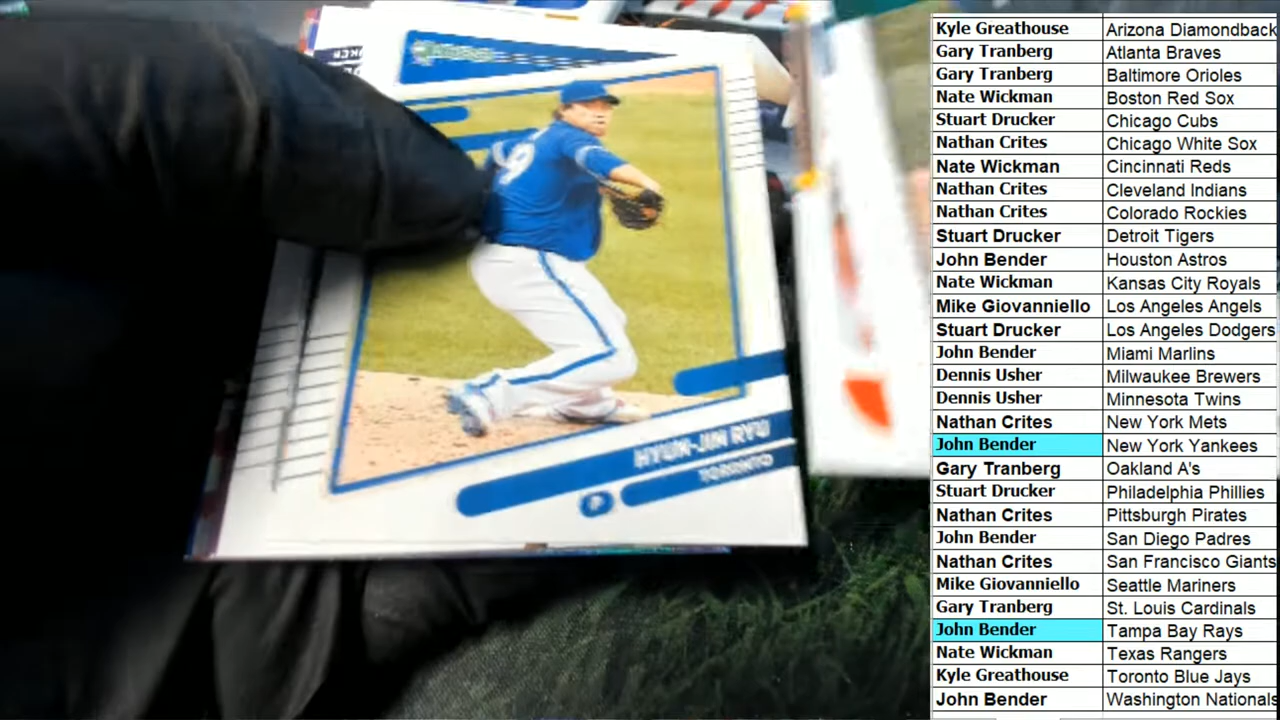 HYUN-JIN RYU
TORONTO
P
Kyle Greathouse Arizona Diamondback
Gary Tranberg Atlanta Braves
Gary Tranberg Baltimore Orioles
Nate Wickman Boston Red Sox
Stuart Drucker Chicago Cubs
Nathan Crites Chicago White Sox
Nate Wickman Cincinnati Reds
Nathan Crites Cleveland Indians
Nathan Crites Colorado Rockies
Stuart Drucker Detroit Tigers
John Bender Houston Astros
Nate Wickman Kansas City Royals
Mike Giovanniello Los Angeles Angels
Stuart Drucker Los Angeles Dodgers
John Bender Miami Marlins
Dennis Usher Milwaukee Brewers
Dennis Usher Minnesota Twins
Nathan Crites New York Mets
John Bender New York Yankees
Gary Tranberg Oakland A's
Stuart Drucker Philadelphia Phillies
Nathan Crites Pittsburgh Pirates
John Bender San Diego Padres
Nathan Crites San Francisco Giants
Mike Giovanniello Seattle Mariners
Gary Tranberg St. Louis Cardinals
John Bender Tampa Bay Rays
Nate Wickman Texas Rangers
Kyle Greathouse Toronto Blue Jays
John Bender Washington Nationals